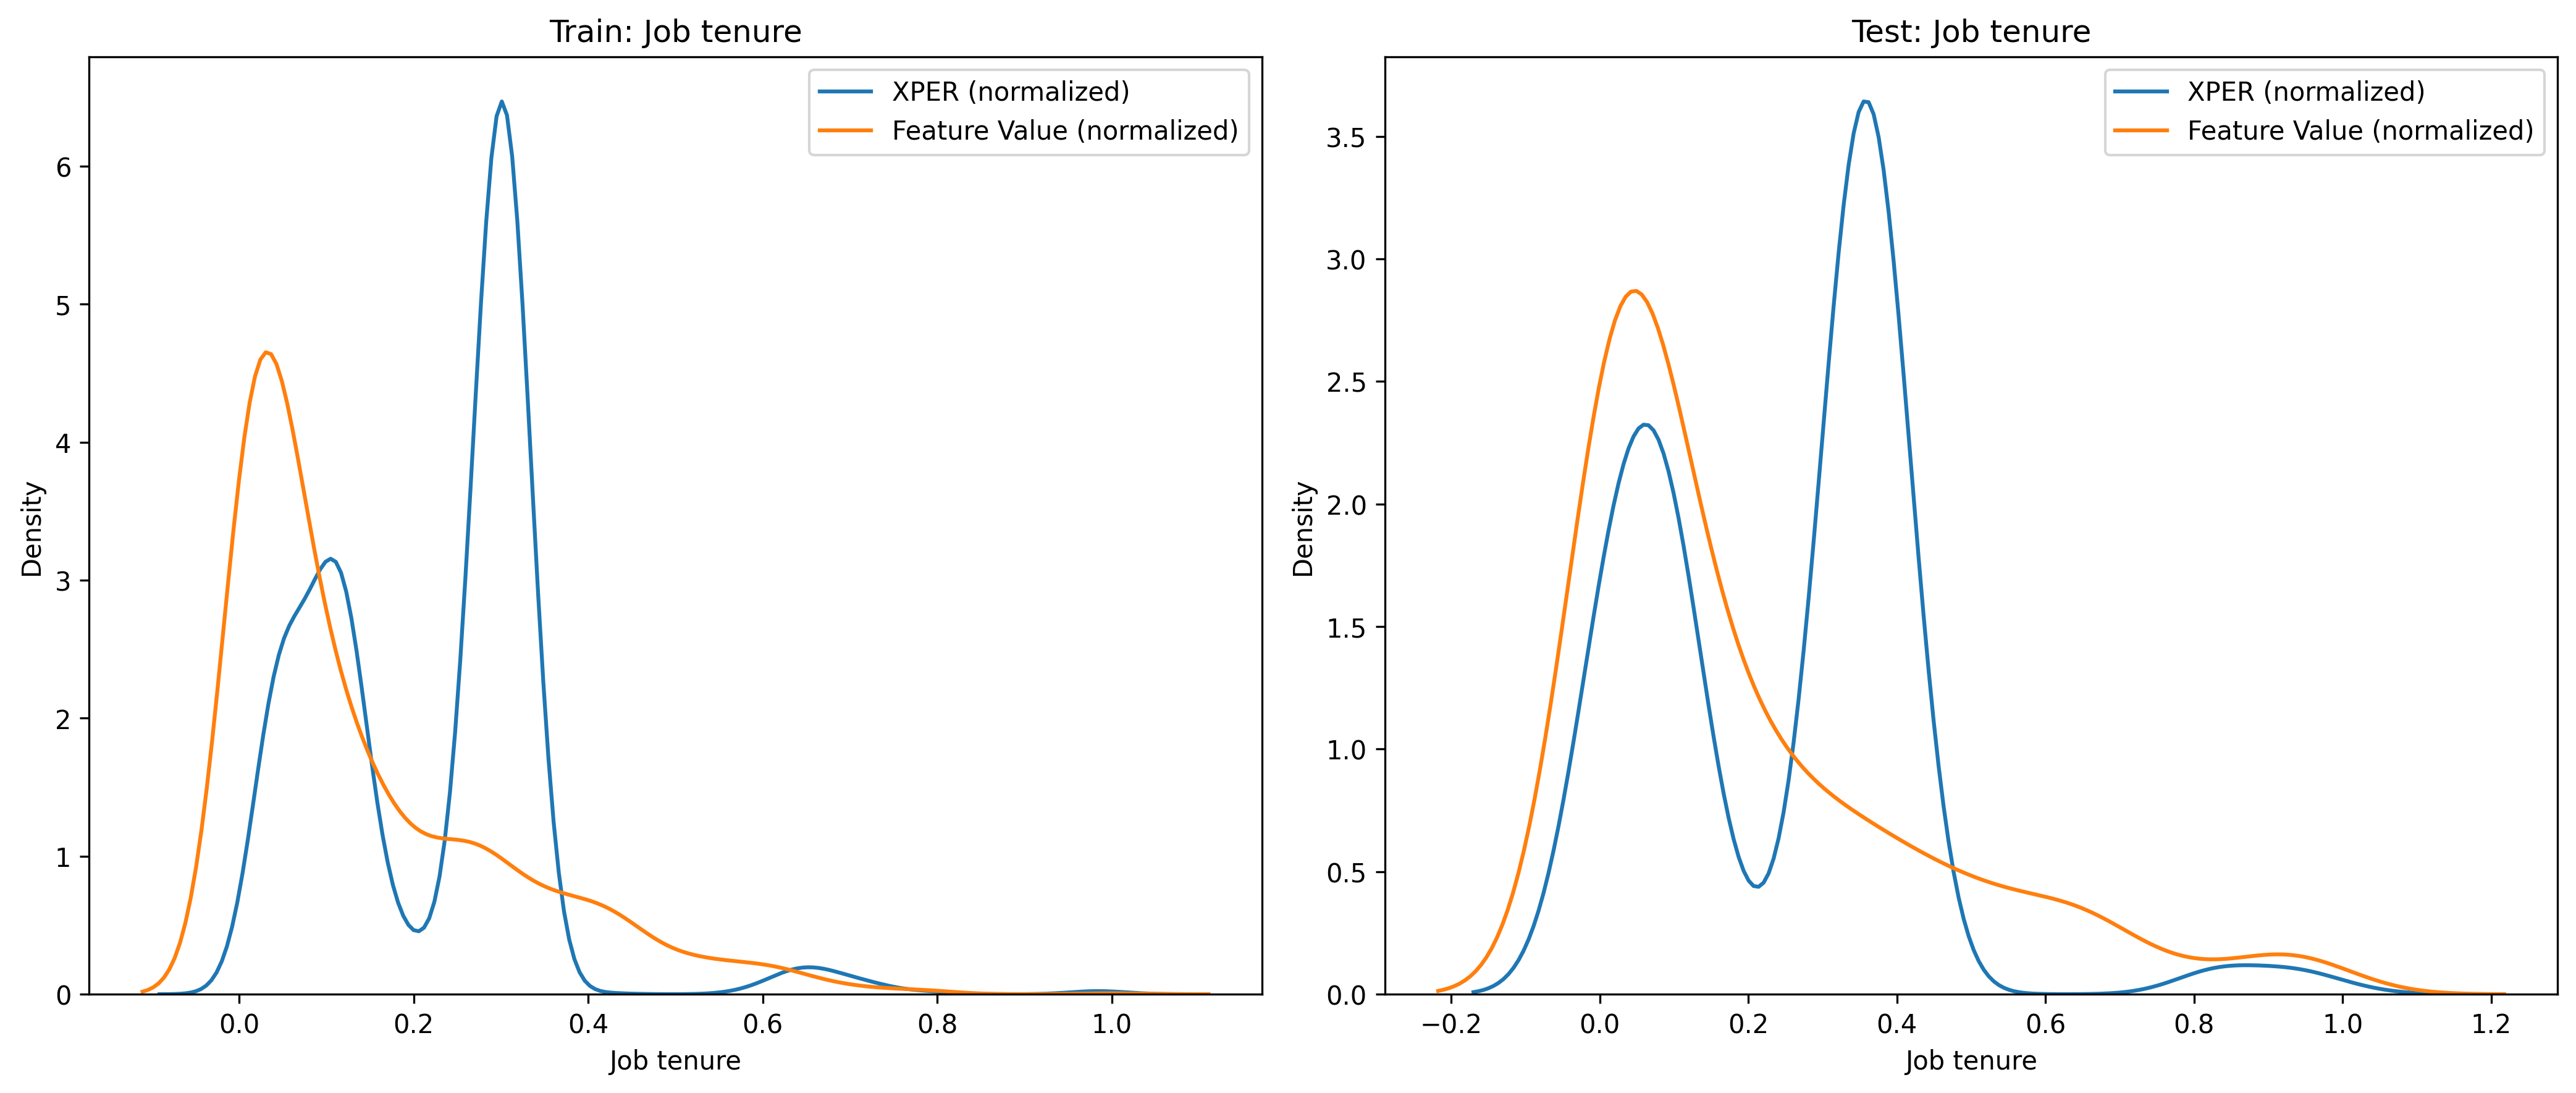 Train: Job tenure
XPER (normalized)
Feature Value (normalized)
Density
6
5
4
3
2
1
0
0.0 0.2 0.4 0.6 0.8 1.0
Job tenure
Test: Job tenure
XPER (normalized)
Feature Value (normalized)
Density
3.5
3.0
2.5
2.0
1.5
1.0
0.5
0.0
−0.2 0.0 0.2 0.4 0.6 0.8 1.0 1.2
Job tenure